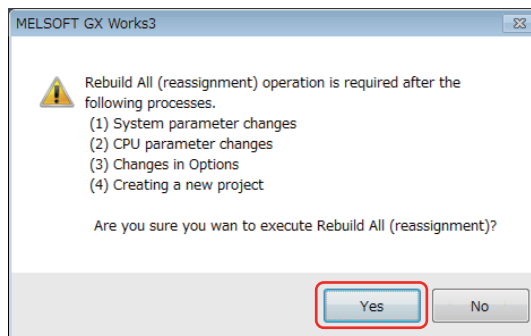 MELSOFT GX Works3
Rebuild All (reassignment) operation is required after the
following processes.
(1) System parameter changes
(2) CPU parameter changes
(3) Changes in Options
(4) Creating a new project
Are you sure you wan to execute Rebuild All (reassignment)?
Yes
No